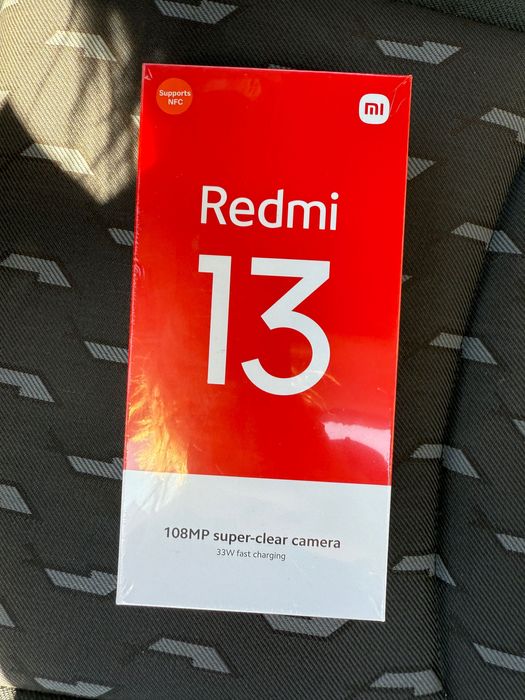 Supports
NFC
mi
Redmi
13
108MP super-clear camera
33W fast charging